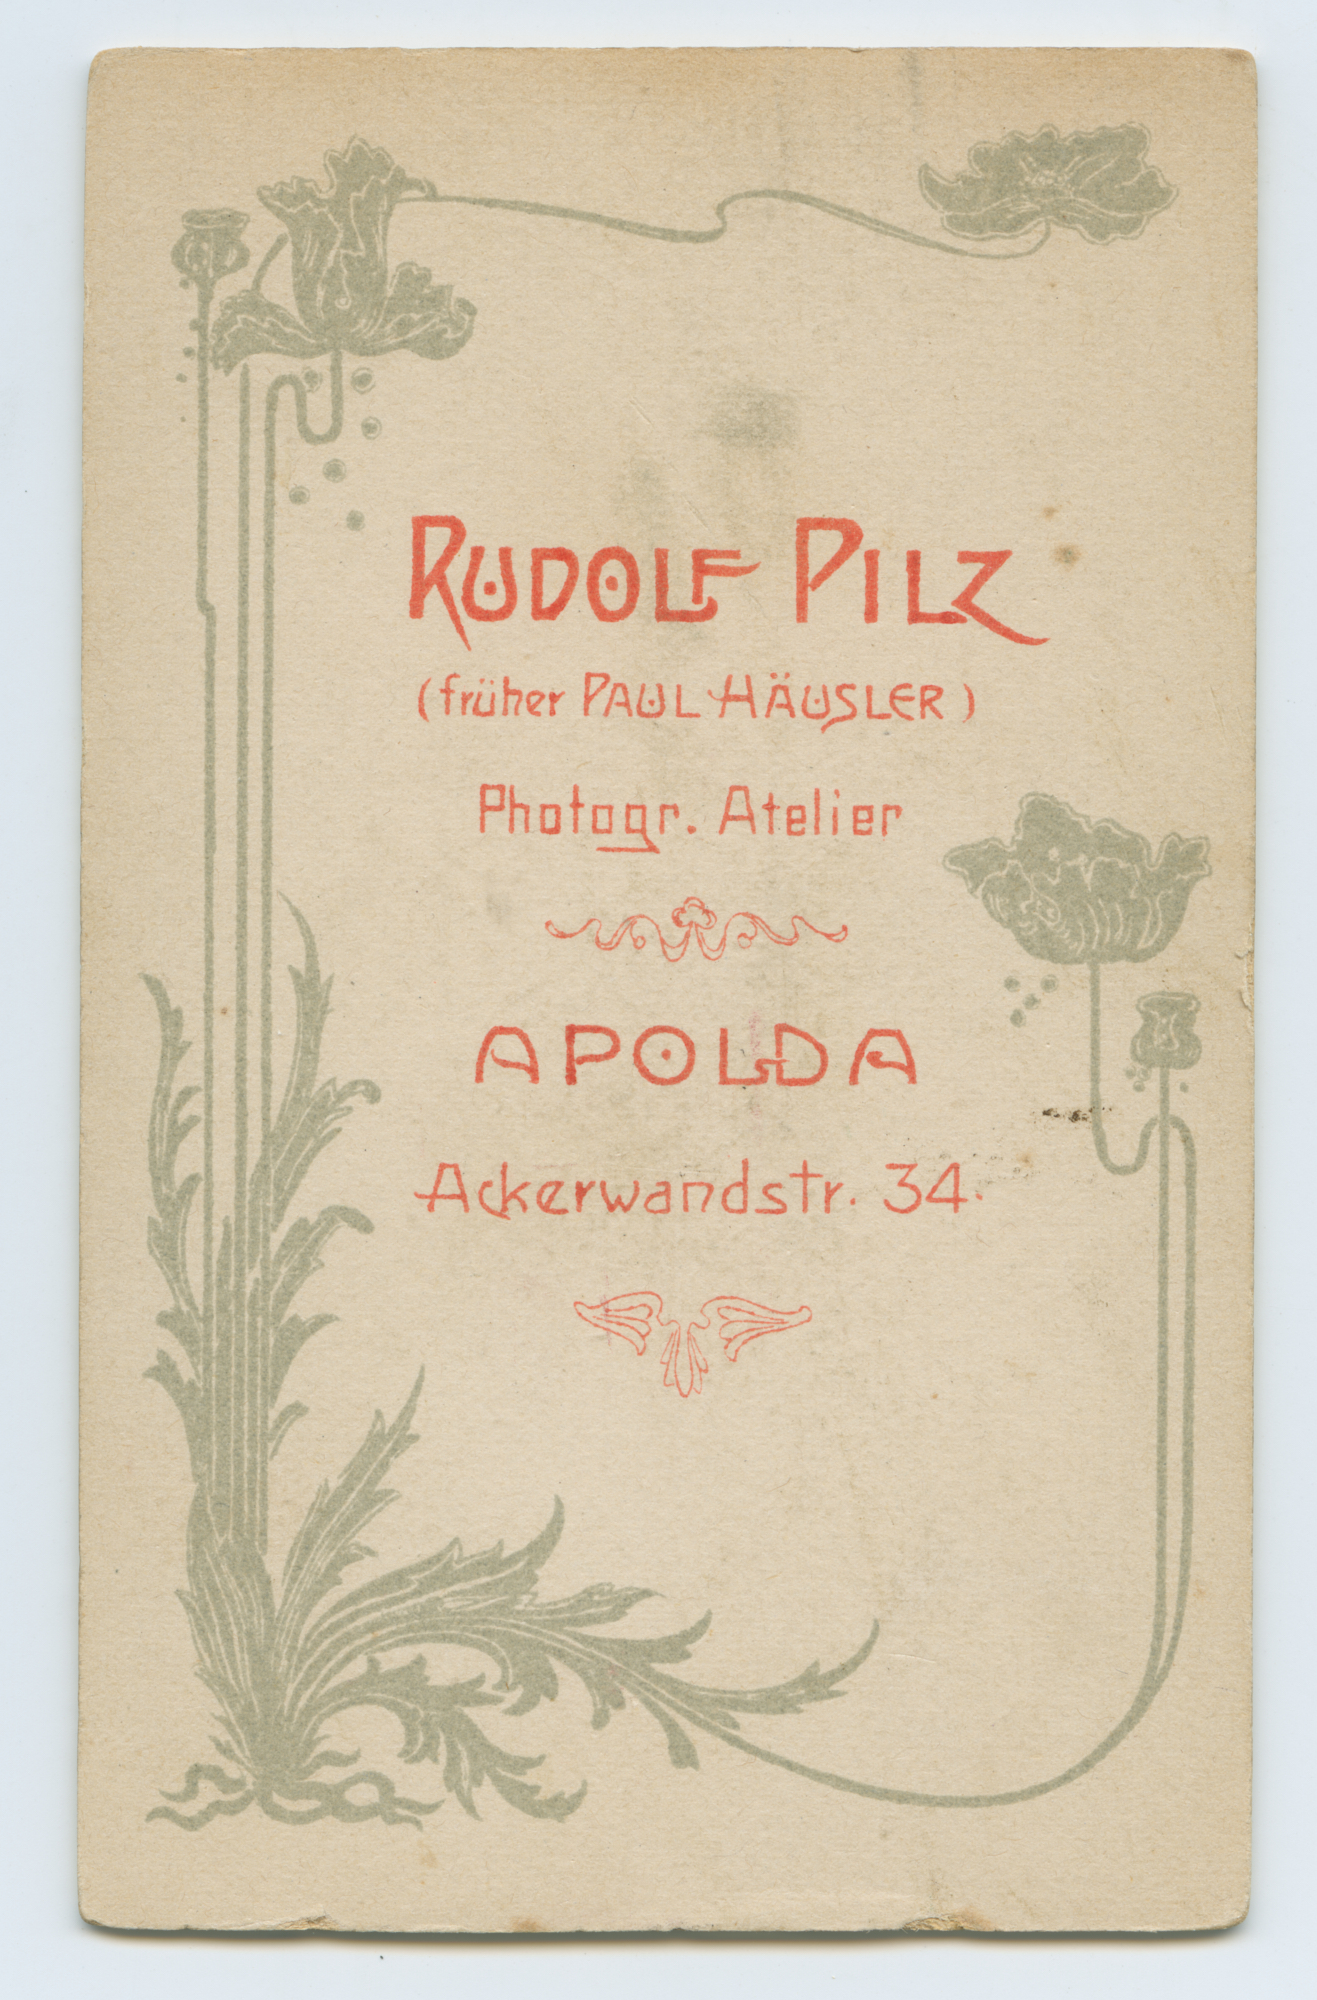 RUDOLF PILZ
(früher PAUL HÄUSLER)
Photogr. Atelier
APOLDA
Ackerwandstr. 34.